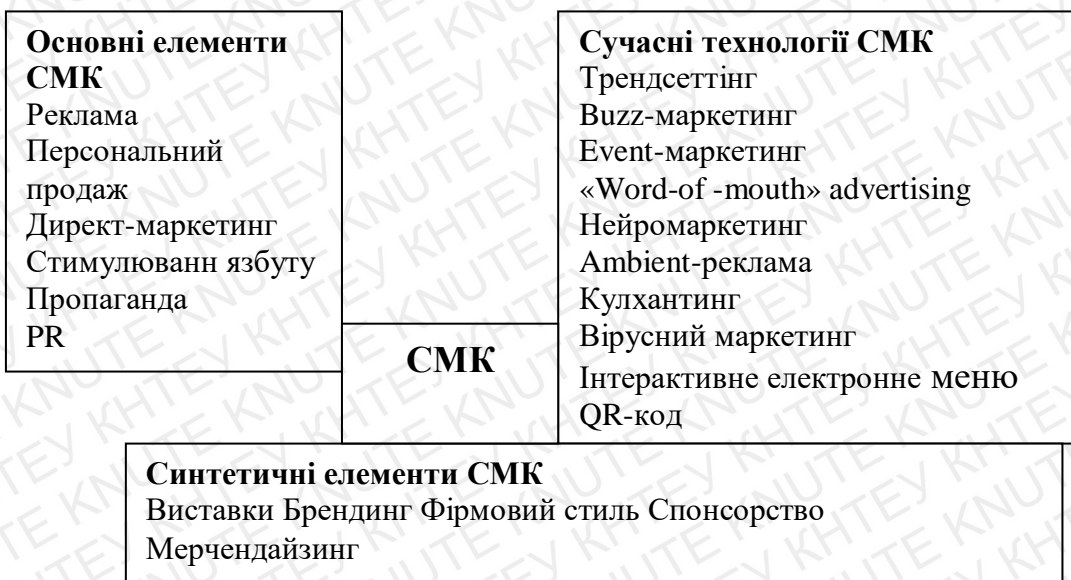 Основні елементи
СМК
Реклама
Персональний
продаж
Директ-маркетинг
Стимулюванн язбуту
Пропаганда
PR
СМК
Сучасні технології СМК
Трендсеттінг
Buzz-маркетинг
Event-маркетинг
«Word-of -mouth» advertising
Нейромаркетинг
Ambient-реклама
Кулхантинг
Вірусний маркетинг
Інтерактивне електронне меню
QR-код
Синтетичні елементи СМК
Виставки Брендинг Фірмовий стиль Спонсорство
Мерчендайзинг